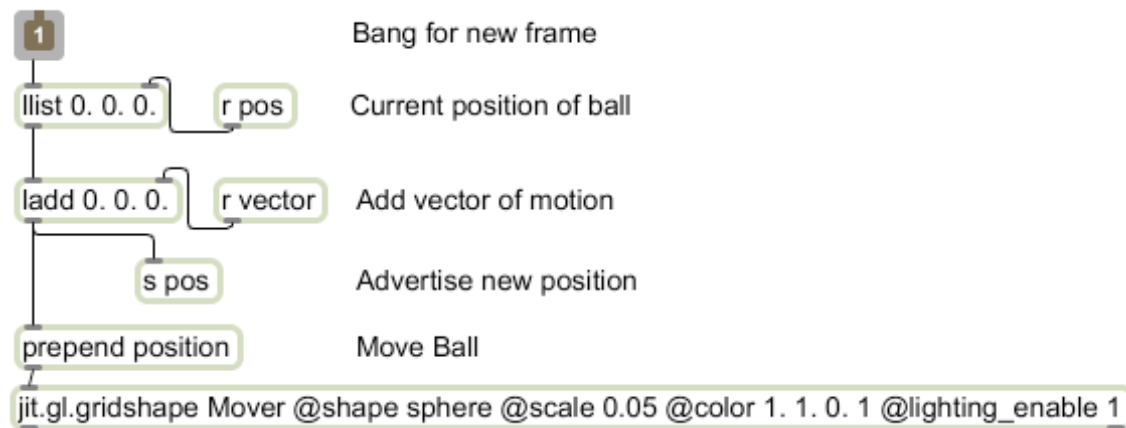 1 Bang for new frame
llist 0. 0. 0. r pos Current position of ball
ladd 0. 0. 0. r vector Add vector of motion
s pos Advertise new position
prepend position Move Ball
jit.gl.gridshape Mover @shape sphere @scale 0.05 @color 1. 1. 0. 1 @lighting_enable 1